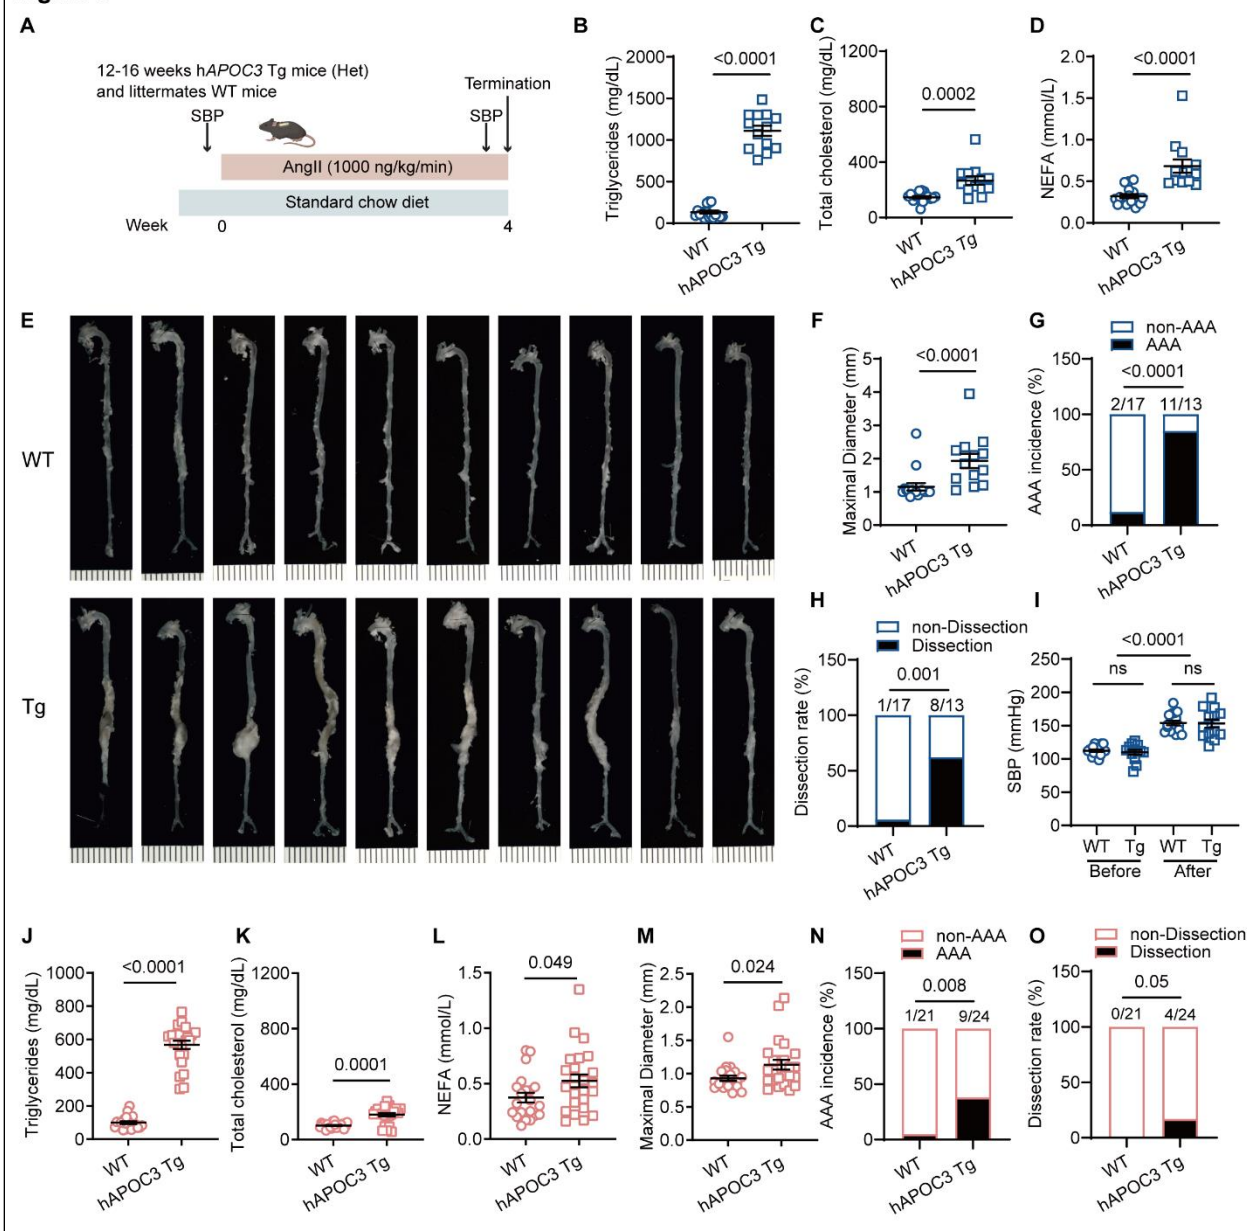 A
12-16 weeks hAPOC3 Tg mice (Het)
and littermates WT mice
Termination
SBP
SBP
AngII (1000 ng/kg/min)
Standard chow diet
Week
0
4
B
Triglycerides (mg/dL)
2000
1500
1000
500
0
<0.0001
WT
hAPOC3 Tg
C
Total cholesterol (mg/dL)
1200
800
400
0
0.0002
WT
hAPOC3 Tg
D
NEFA (mmol/L)
2.0
1.5
1.0
0.5
0.0
<0.0001
WT
hAPOC3 Tg
E
WT
Tg
F
Maximal Diameter (mm)
5
4
3
2
1
0
<0.0001
WT
hAPOC3 Tg
G
non-AAA
AAA
AAA incidence (%)
150
100
50
0
<0.0001
2/17 11/13
WT
hAPOC3 Tg
H
non-Dissection
Dissection
Dissection rate (%)
150
100
50
0
0.001
1/17 8/13
WT
hAPOC3 Tg
I
SBP (mmHg)
250
200
150
100
50
0
<0.0001
ns
ns
WT Tg WT Tg
Before After
J
Triglycerides (mg/dL)
1000
800
600
400
200
0
<0.0001
WT
hAPOC3 Tg
K
Total cholesterol (mg/dL)
1200
800
400
0
0.0001
WT
hAPOC3 Tg
L
NEFA (mmol/L)
1.5
1.0
0.5
0.0
0.049
WT
hAPOC3 Tg
M
Maximal Diameter (mm)
2.5
2.0
1.5
1.0
0.5
0.0
0.024
WT
hAPOC3 Tg
N
non-AAA
AAA
AAA incidence (%)
150
100
50
0
0.008
1/21 9/24
WT
hAPOC3 Tg
O
non-Dissection
Dissection
Dissection rate (%)
150
100
50
0
0.05
0/21 4/24
WT
hAPOC3 Tg